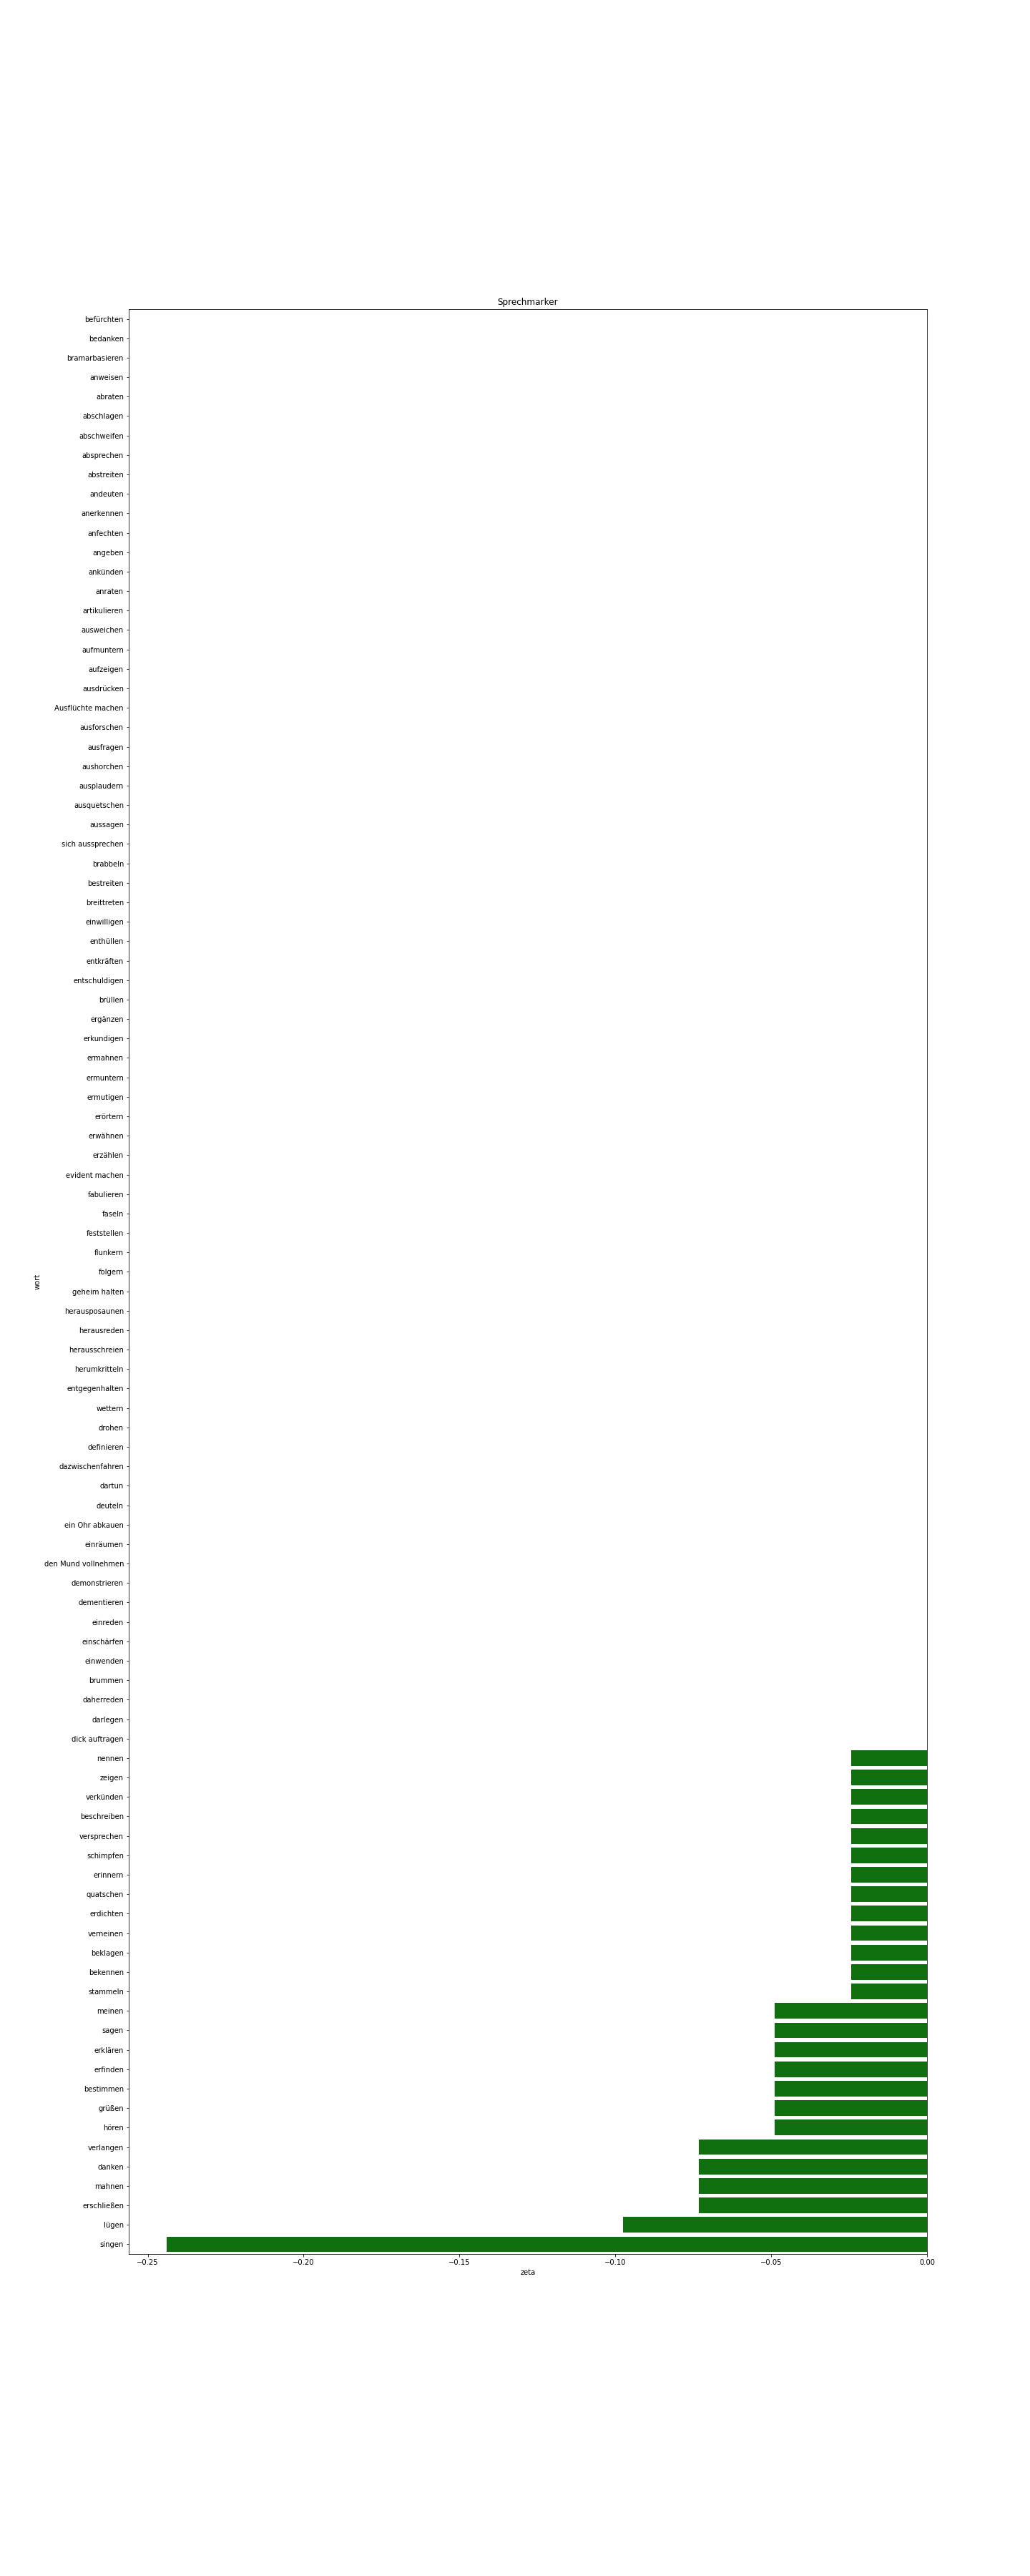 Sprechmarker
befürchten
bedanken
bramarbasieren
anweisen
abraten
abschlagen
abschweifen
absprechen
abstreiten
andeuten
anerkennen
anfechten
angeben
ankünden
anraten
artikulieren
ausweichen
aufmuntern
aufzeigen
ausdrücken
Ausflüchte machen
ausforschen
ausfragen
aushorchen
ausplaudern
ausquetschen
aussagen
sich aussprechen
brabbeln
bestreiten
breittreten
einwilligen
enthüllen
entkräften
entschuldigen
brüllen
ergänzen
erkundigen
ermahnen
ermuntern
ermutigen
erörtern
erwähnen
erzählen
evident machen
fabulieren
faseln
feststellen
flunkern
folgern
wort
geheim halten
herausposaunen
herausreden
herausschreien
herumkritteln
entgegenhalten
wettern
drohen
definieren
dazwischenfahren
dartun
deuteln
ein Ohr abkauen
einräumen
den Mund vollnehmen
demonstrieren
dementieren
einreden
einschärfen
einwenden
brummen
daherreden
darlegen
dick auftragen
nennen
zeigen
verkünden
beschreiben
versprechen
schimpfen
erinnern
quatschen
erdichten
verneinen
beklagen
bekennen
stammeln
meinen
sagen
erklären
erfinden
bestimmen
grüßen
hören
verlangen
danken
mahnen
erschließen
lügen
singen
−0.25 −0.20 −0.15 −0.10 −0.05 0.00
zeta